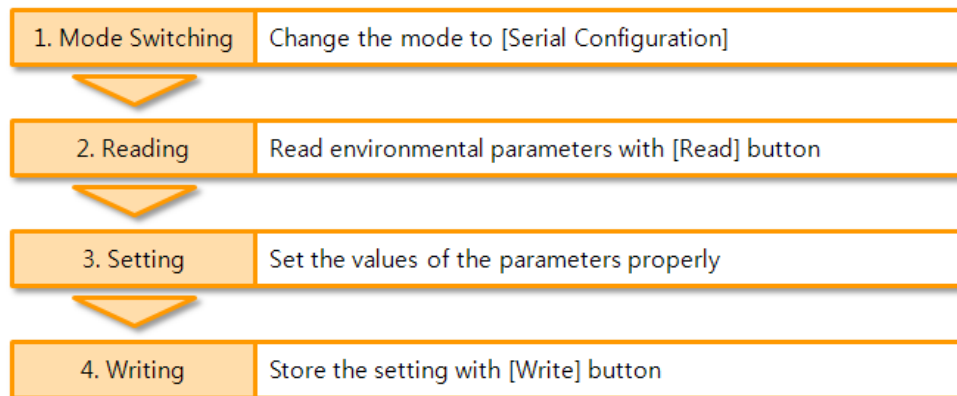 1. Mode Switching Change the mode to [Serial Configuration]
2. Reading Read environmental parameters with [Read] button
3. Setting Set the values of the parameters properly
4. Writing Store the setting with [Write] button